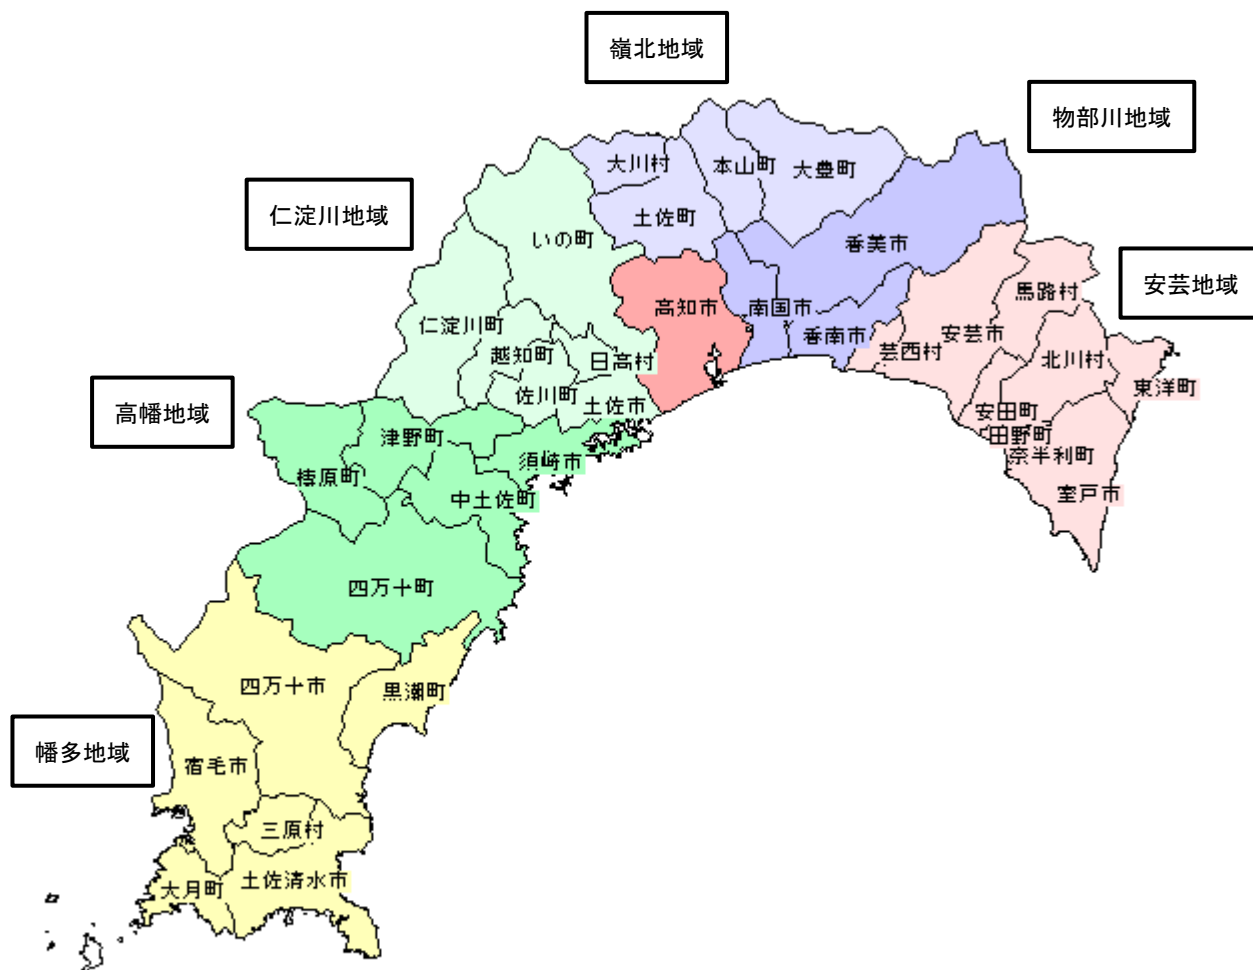 嶺北地域
物部川地域
大川村
本山町
大豊町
仁淀川地域
土佐町
いの町
香美市
安芸地域
馬路村
高知市
南国市
仁淀川町
香南市
安芸市
越知町
日高村
芸西村
北川村
東洋町
佐川町
土佐市
高幡地域
安田町
津野町
田野町
奈半利町
須崎市
梼原町
中土佐町
室戸市
四万十町
四万十市
黒潮町
幡多地域
宿毛市
三原村
大月町
土佐清水市